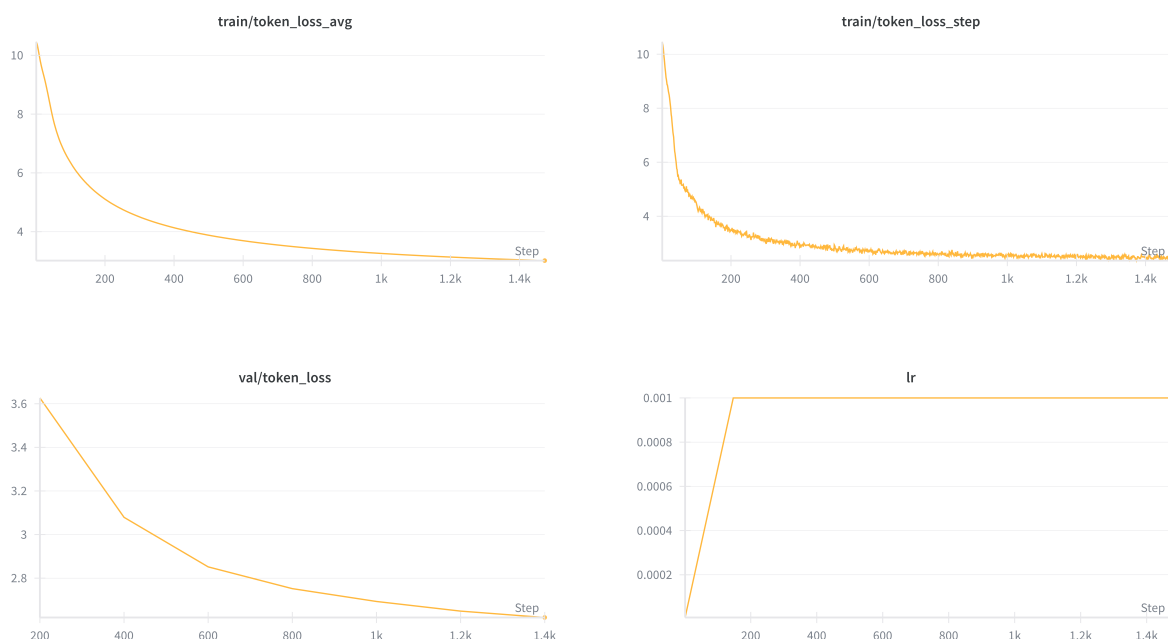 train/token_loss_avg
10
8
6
4
Step
200 400 600 800 1k 1.2k 1.4k
train/token_loss_step
10
8
6
4
Step
200 400 600 800 1k 1.2k 1.4k
val/token_loss
3.6
3.4
3.2
3
2.8
Step
200 400 600 800 1k 1.2k 1.4k
lr
0.001
0.0008
0.0006
0.0004
0.0002
Step
200 400 600 800 1k 1.2k 1.4k